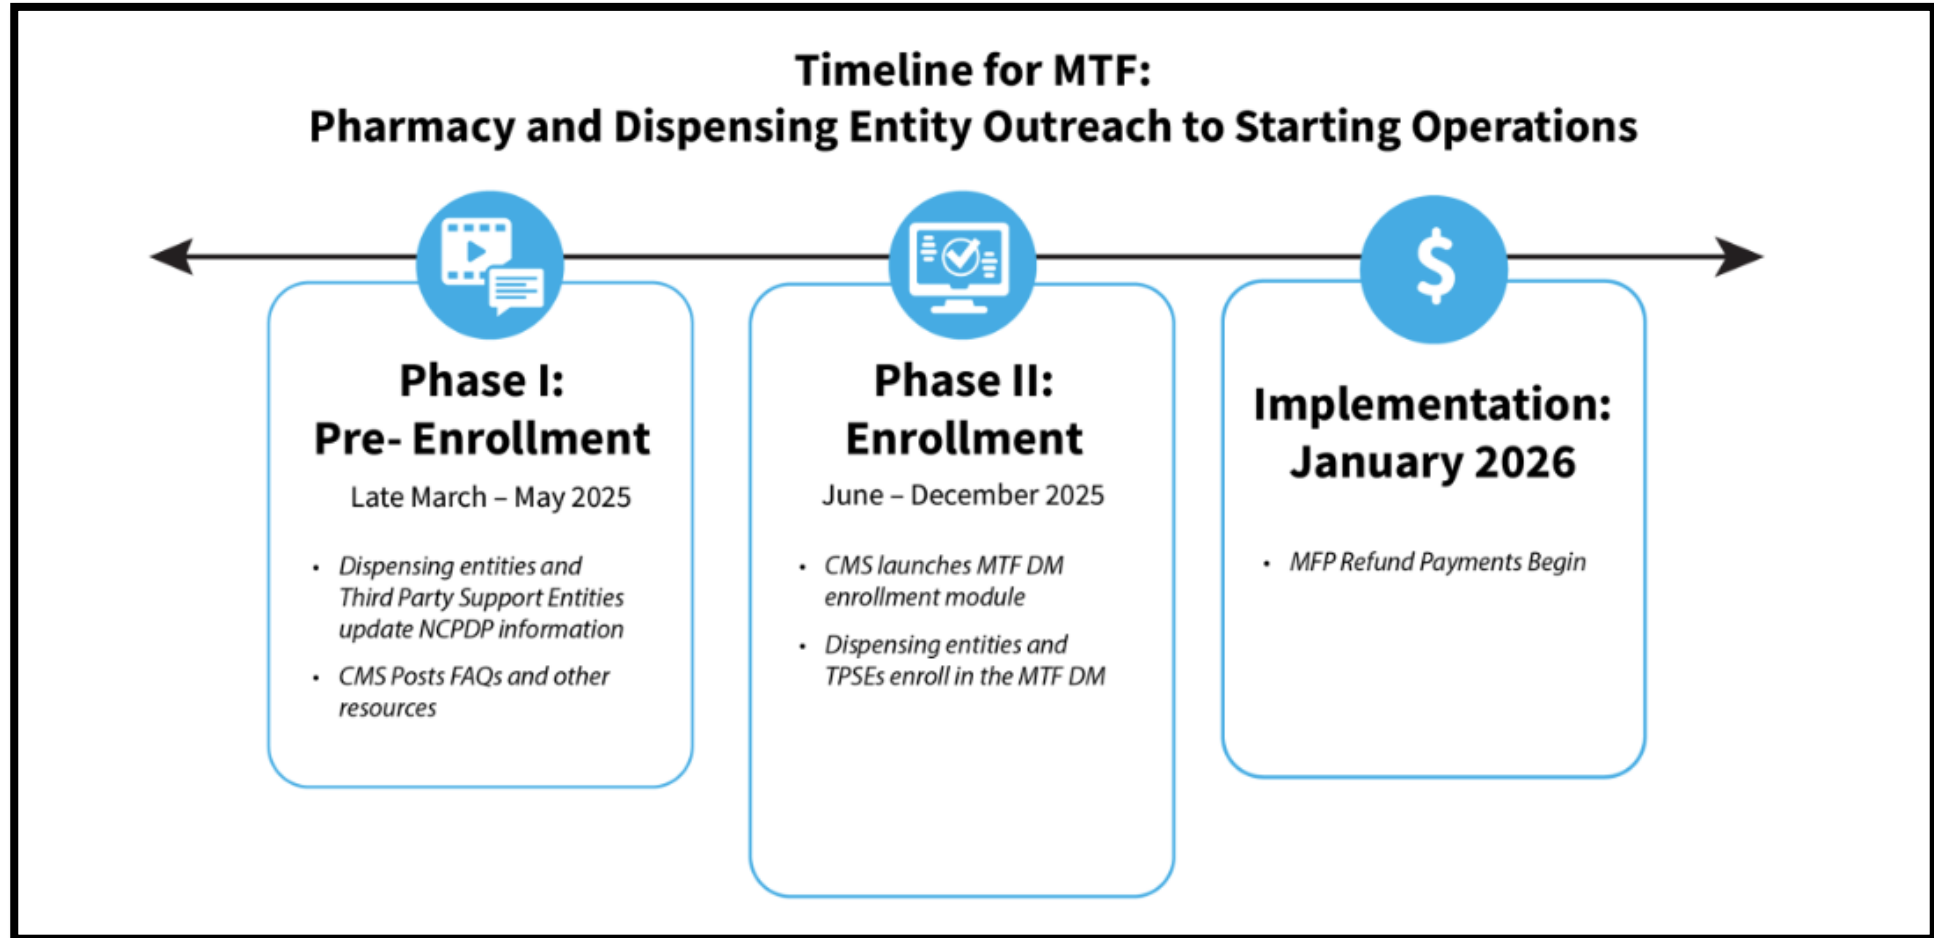 Timeline for MTF:
Pharmacy and Dispensing Entity Outreach to Starting Operations
Phase I:
Pre- Enrollment
Late March – May 2025
• Dispensing entities and
Third Party Support Entities
update NCPDP information
• CMS Posts FAQs and other
resources
Phase II:
Enrollment
June – December 2025
• CMS launches MTF DM
enrollment module
• Dispensing entities and
TPSEs enroll in the MTF DM
$
Implementation:
January 2026
• MFP Refund Payments Begin